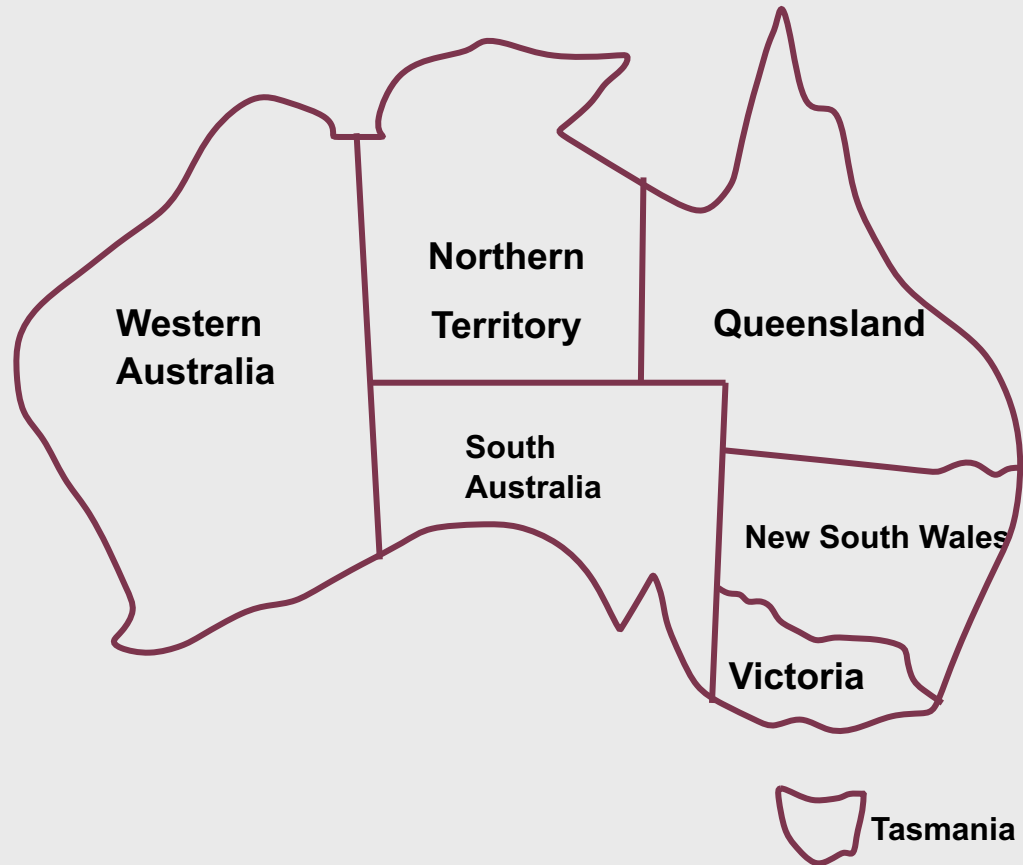 Northern
Territory
Western
Australia
Queensland
South
Australia
New South Wales
Victoria
Tasmania